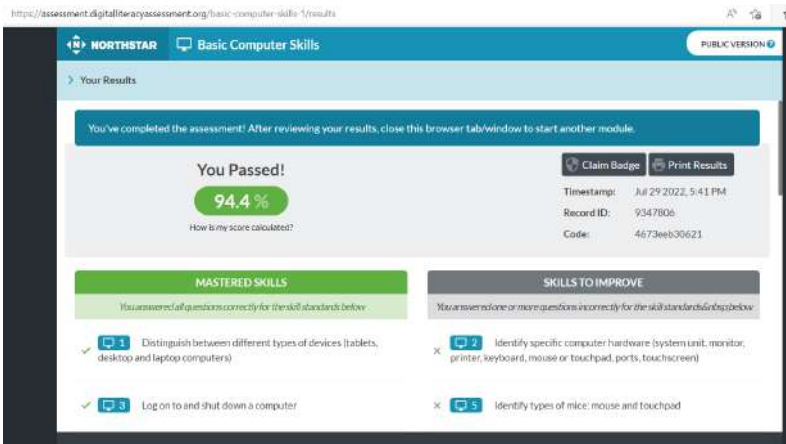 https://assessment.digitalliteracyassessment.org/basic-computer-skills-1/results
NORTHSTAR Basic Computer Skills PUBLIC VERSION
Your Results
You've completed the assessment! After reviewing your results, close this browser tab/window to start another module.
You Passed!
94.4 %
How is my score calculated?
Claim Badge Print Results
Timestamp: Jul 29 2022, 5:41 PM
Record ID: 9347806
Code: 4673eeb30621
MASTERED SKILLS
You answered all questions correctly for the skill standards below
1 Distinguish between different types of devices (tablets,
desktop and laptop computers)
3 Log on to and shut down a computer
SKILLS TO IMPROVE
You answered one or more questions incorrectly for the skill standards&nbsp;below
2 Identify specific computer hardware (system unit, monitor,
printer, keyboard, mouse or touchpad, ports, touchscreen)
5 Identify types of mice: mouse and touchpad